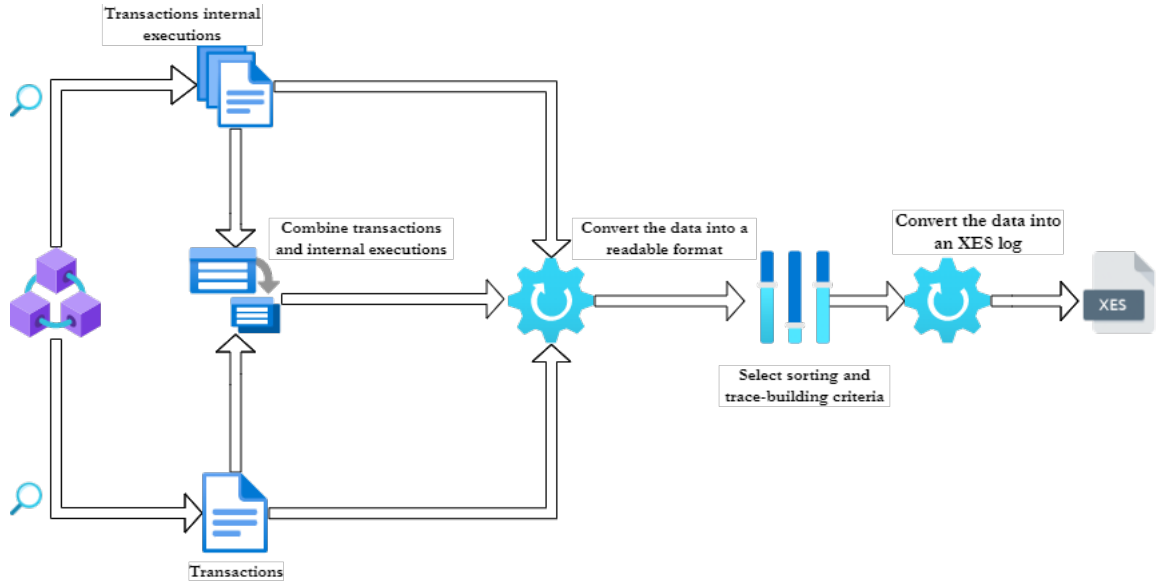 Transactions internal
executions
Combine transactions
and internal executions
Convert the data into a
readable format
Convert the data into
an XES log
XES
Select sorting and
trace-building criteria
Transactions